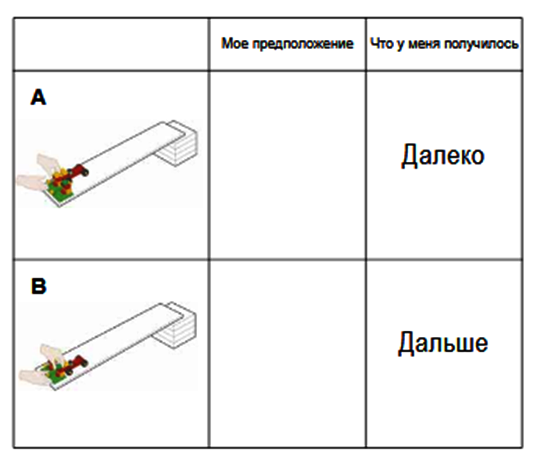 Мое предположение Что у меня получилось
A
Далеко
B
Дальше